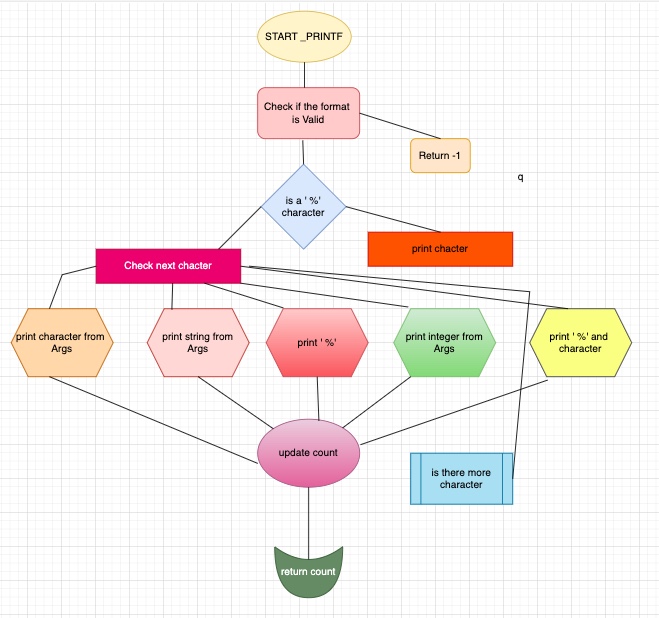 START _PRINTF
Check if the format
is Valid
Return -1
q
is a ' %'
character
print chacter
Check next chacter
print character from
Args
print string from
Args
print ' %'
print integer from
Args
print ' %' and
character
update count
is there more
character
return count